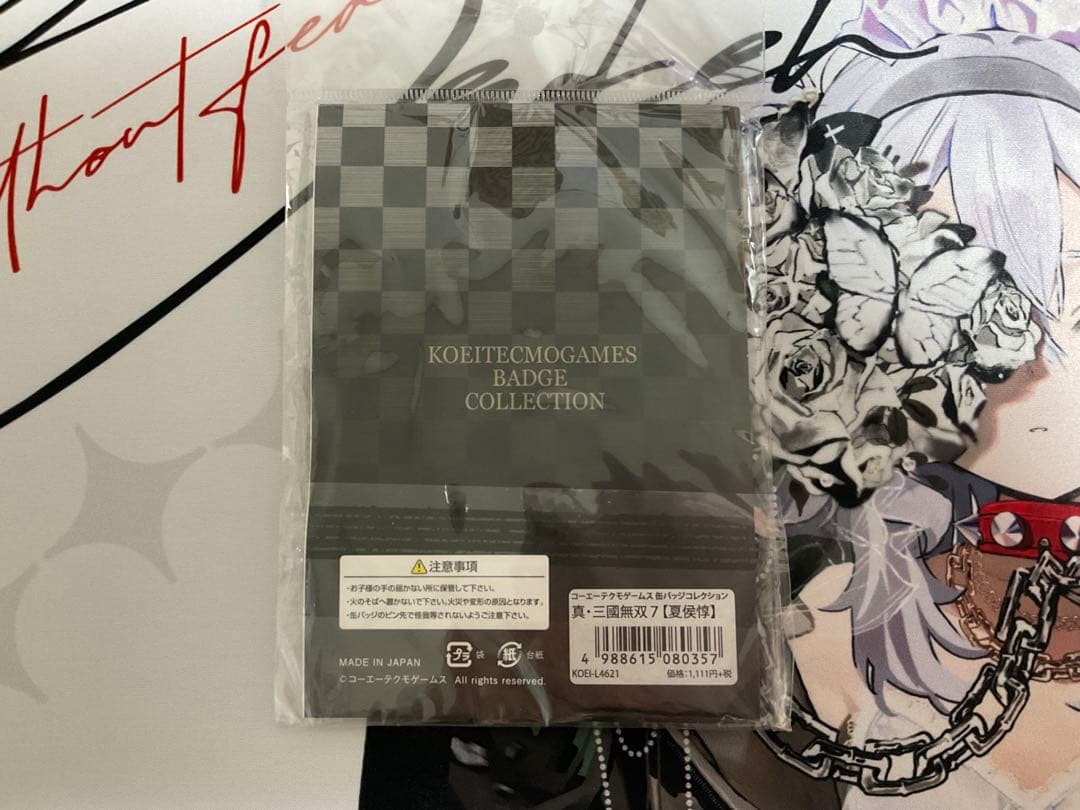 thout fea
KOEITECMOGAMES
BADGE
COLLECTION
⚠注意事項
・お子様の手の届かない所に保管して下さい。
・火のそばへ置かないで下さい。火災や変形の原因となります。
・缶バッジのピン先で怪我等されないようご注意下さい。
プラ 袋 紙 台紙
MADE IN JAPAN
©コーエーテクモゲームス All rights reserved.
コーエーテクモゲームス 缶バッジコレクション
真・三國無双7【夏侯惇】
4 988615 080357
KOEI-L4621 価格:1,111円+税